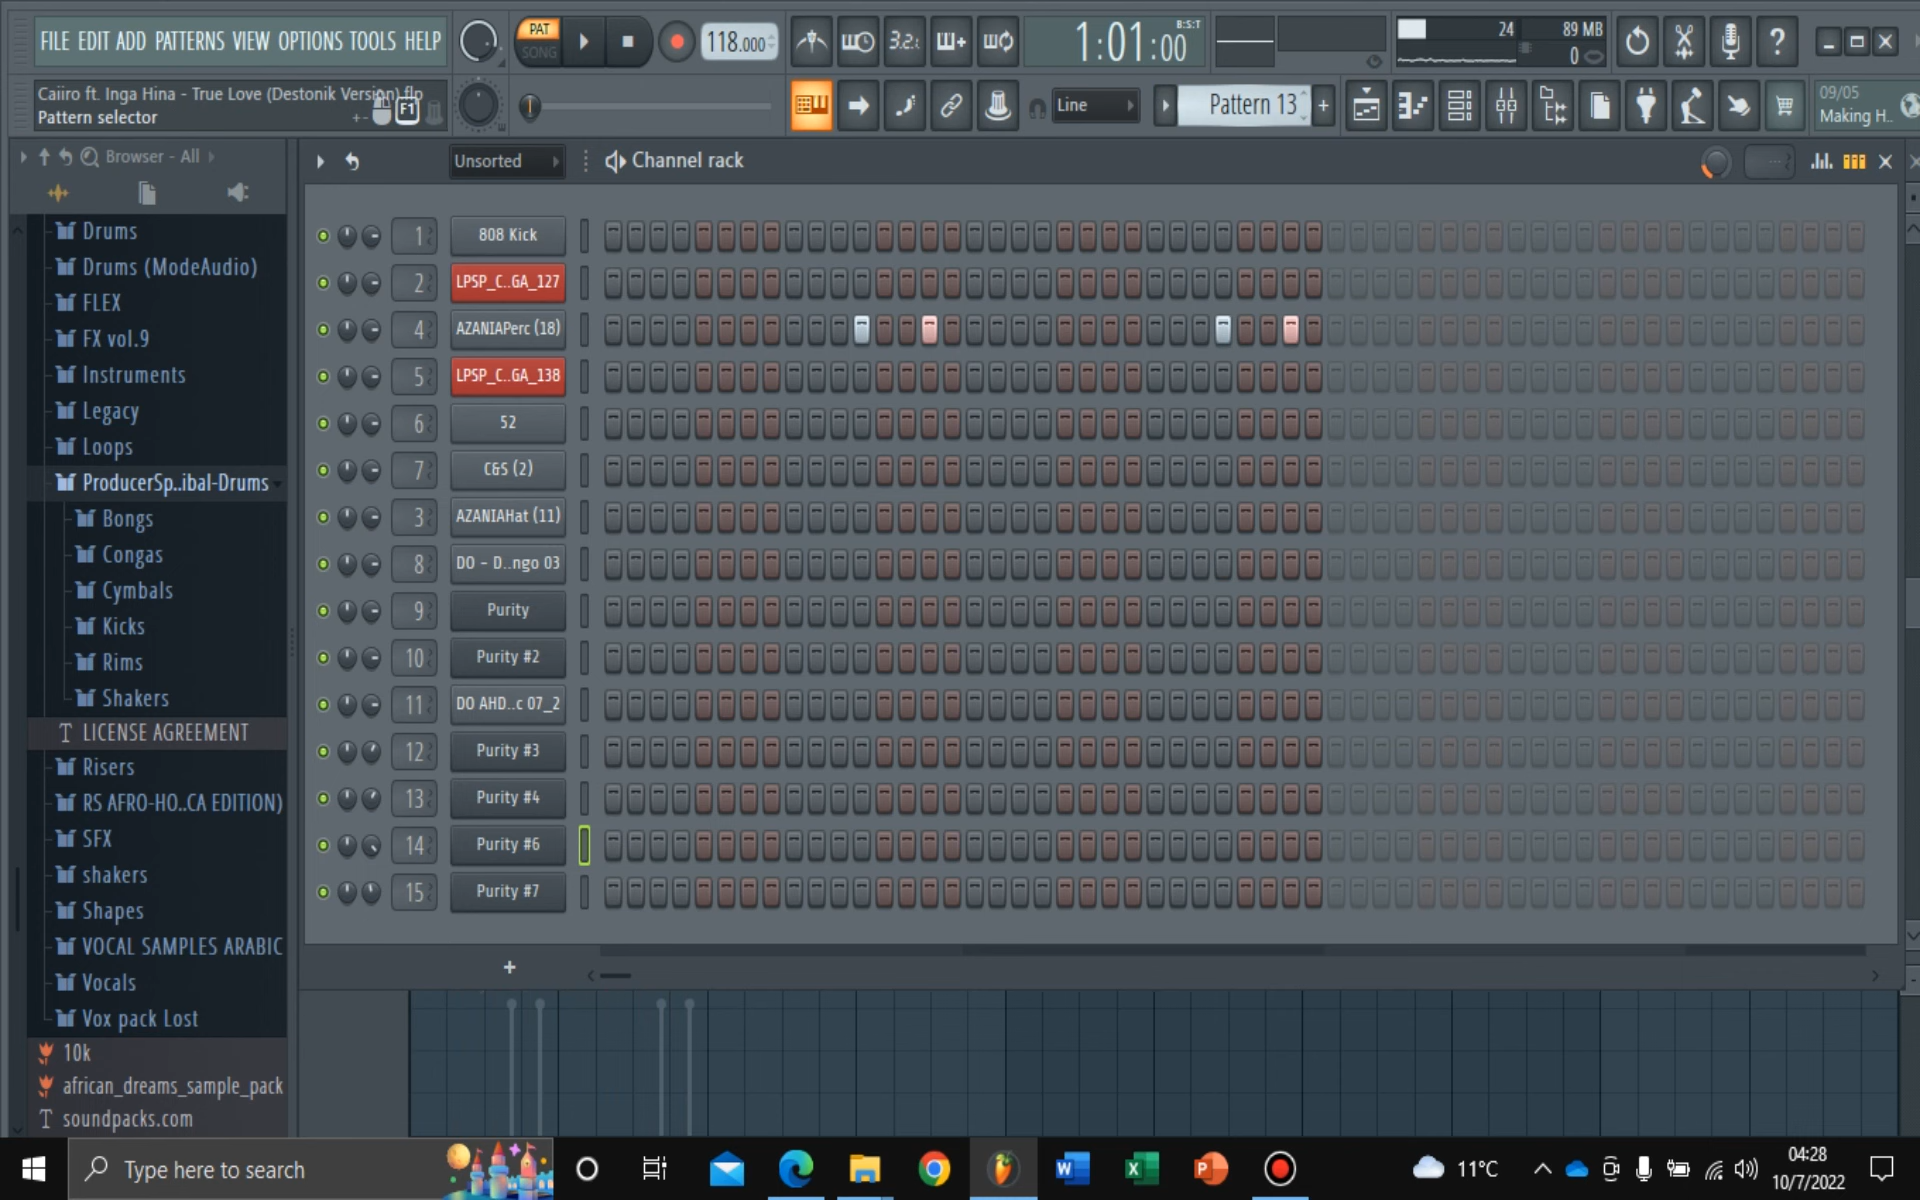 FILE EDIT ADD PATTERNS VIEW OPTIONS TOOLS HELP
PAT
SONG
118.000
3.2.
1:01:00
B:S:T
24
89 MB
0
Caiiro ft. Inga Hina - True Love (Destonik Version).flp
Pattern selector
F1
Line
Pattern 13
09/05
Making H..
Browser - All
Unsorted
Channel rack
Drums
Drums (ModeAudio)
FLEX
FX vol.9
Instruments
Legacy
Loops
ProducerSp..ibal-Drums
Bongs
Congas
Cymbals
Kicks
Rims
Shakers
LICENSE AGREEMENT
Risers
RS AFRO-HO..CA EDITION)
SFX
shakers
Shapes
VOCAL SAMPLES ARABIC
Vocals
Vox pack Lost
10k
african_dreams_sample_pack
soundpacks.com
1 808 Kick
2 LPSP_C..GA_127
4 AZANIAPerc (18)
5 LPSP_C..GA_138
6 52
7 C&S (2)
3 AZANIAHat (11)
8 DO - D..ngo 03
9 Purity
10 Purity #2
11 DO AHD..c 07_2
12 Purity #3
13 Purity #4
14 Purity #6
15 Purity #7
Type here to search
11°C
04:28
10/7/2022